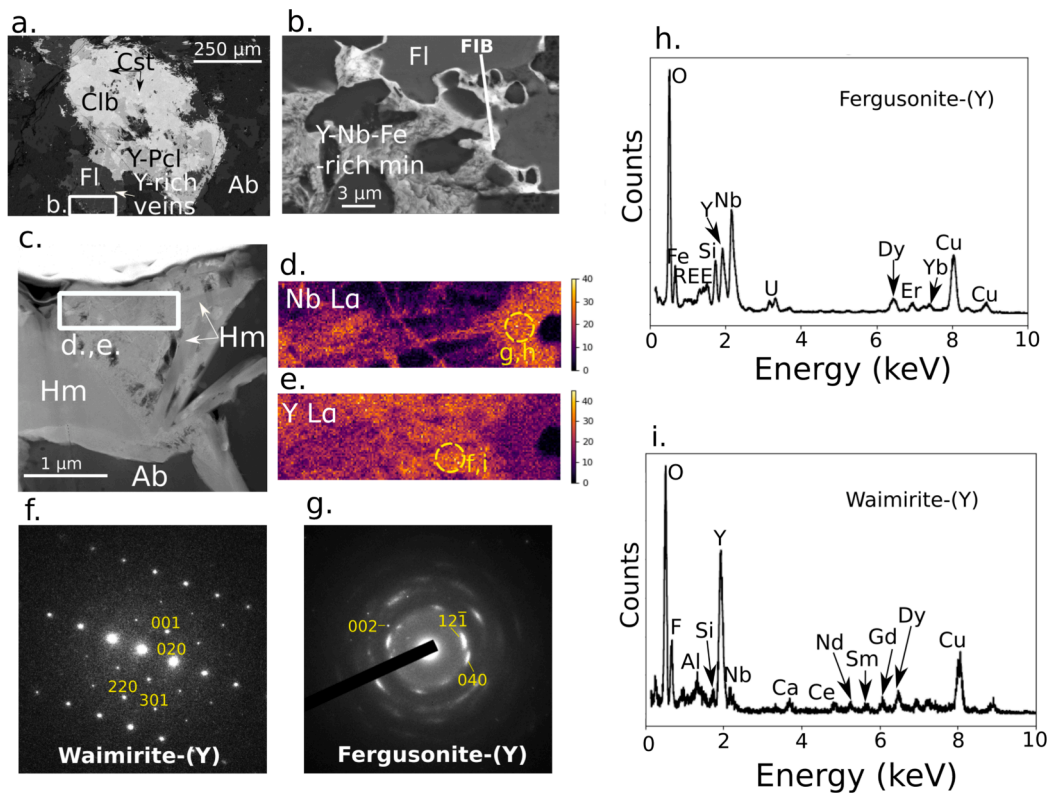 a.
250 µm
Cst
Clb
Y-Pcl
Fl
Y-rich
veins
Ab
b.
b.
Fl
FIB
Y-Nb-Fe
-rich min
3 µm
c.
d.,e.
Hm
Hm
1 µm
Ab
d.
Nb La
g,h
40
30
20
10
0
e.
Y La
f,i
40
30
20
10
0
f.
001
020
220
301
Waimirite-(Y)
g.
002
121̅
040
Fergusonite-(Y)
h.
O
Fergusonite-(Y)
Counts
Fe
REE
Si
Y
Nb
U
Dy
Er
Yb
Cu
Cu
0 2 4 6 8 10
Energy (keV)
i.
O
Waimirite-(Y)
Counts
F
Al
Si
Y
Nb
Ca
Ce
Nd
Sm
Gd
Dy
Cu
0 2 4 6 8 10
Energy (keV)